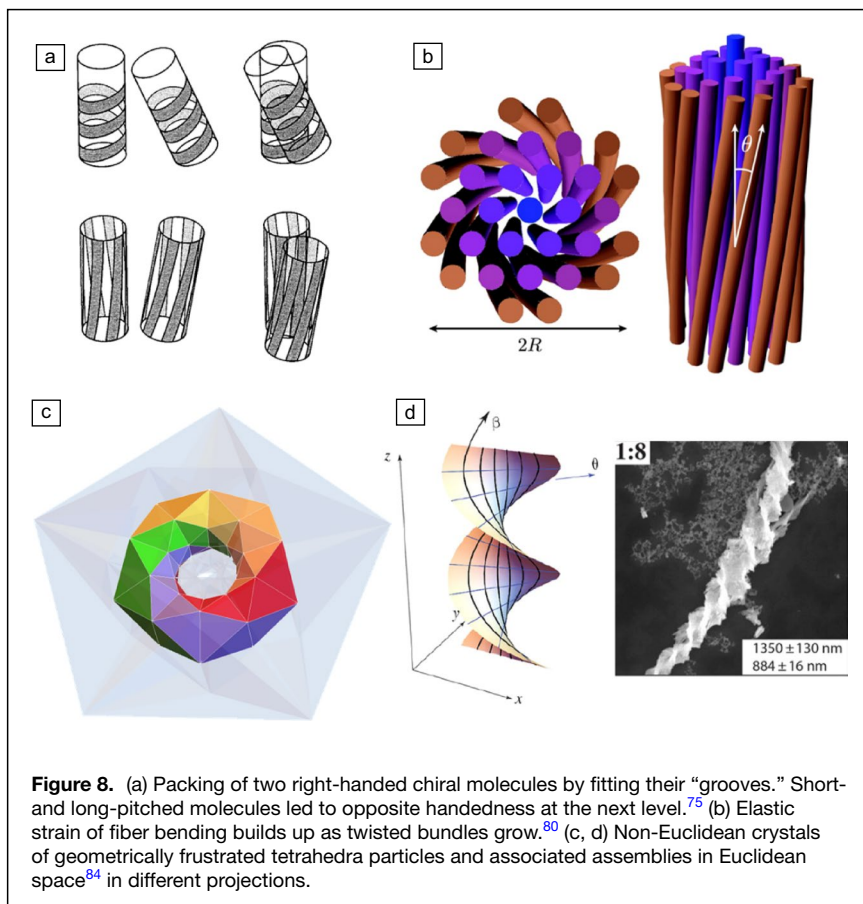 a
b
θ
2R
c
d
β
z
θ
y
x
1:8
1350 ± 130 nm
884 ± 16 nm
Figure 8. (a) Packing of two right-handed chiral molecules by fitting their “grooves.” Short-
and long-pitched molecules led to opposite handedness at the next level.75 (b) Elastic
strain of fiber bending builds up as twisted bundles grow.80 (c, d) Non-Euclidean crystals
of geometrically frustrated tetrahedra particles and associated assemblies in Euclidean
space84 in different projections.